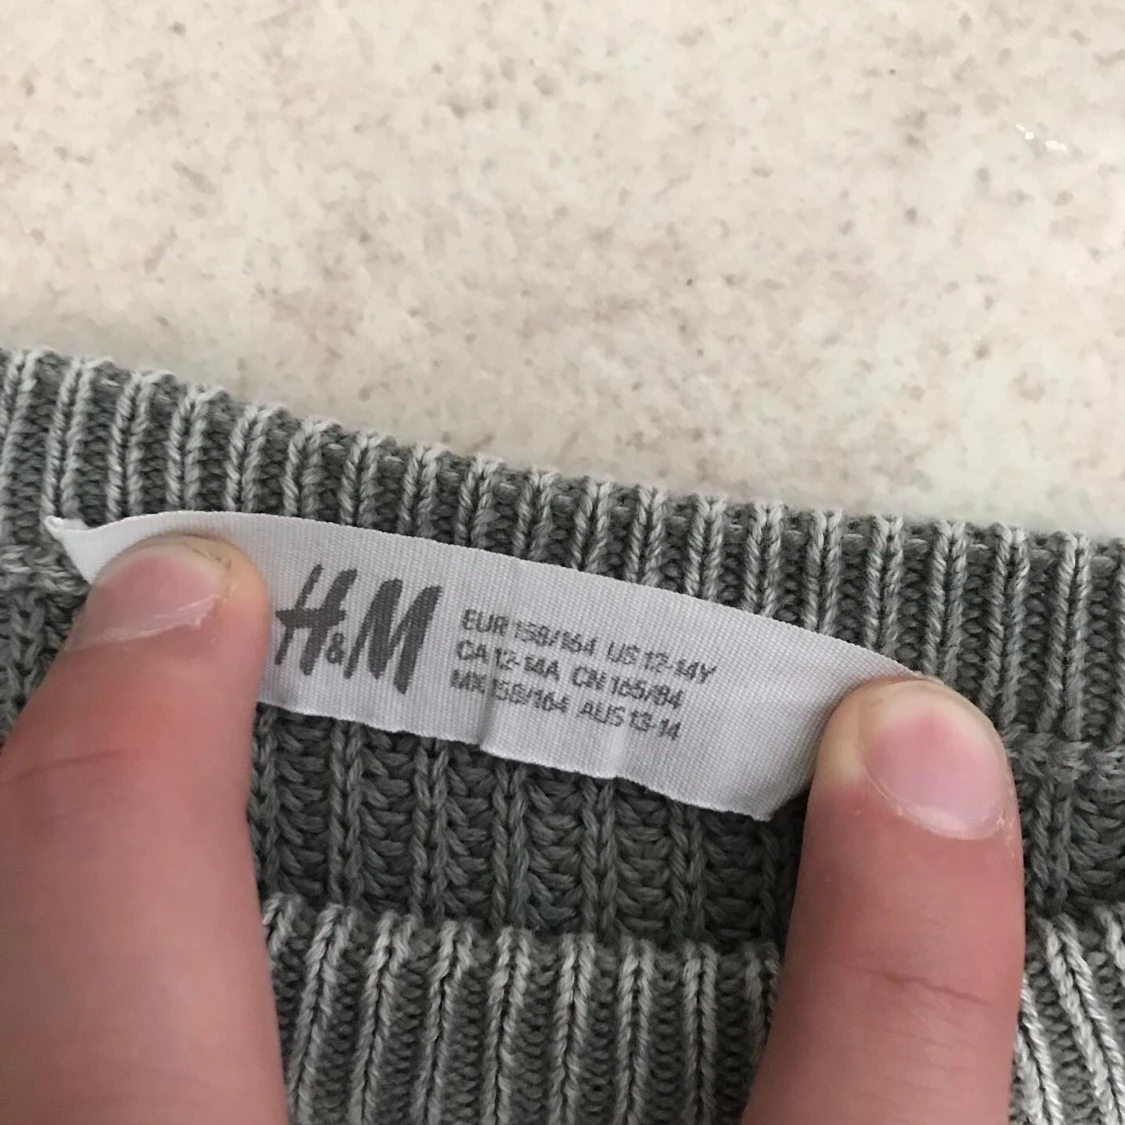 H&M
EUR 158/164 US 12-14Y
CA 12-14A CN 165/84
MX 158/164 AUS 13-14